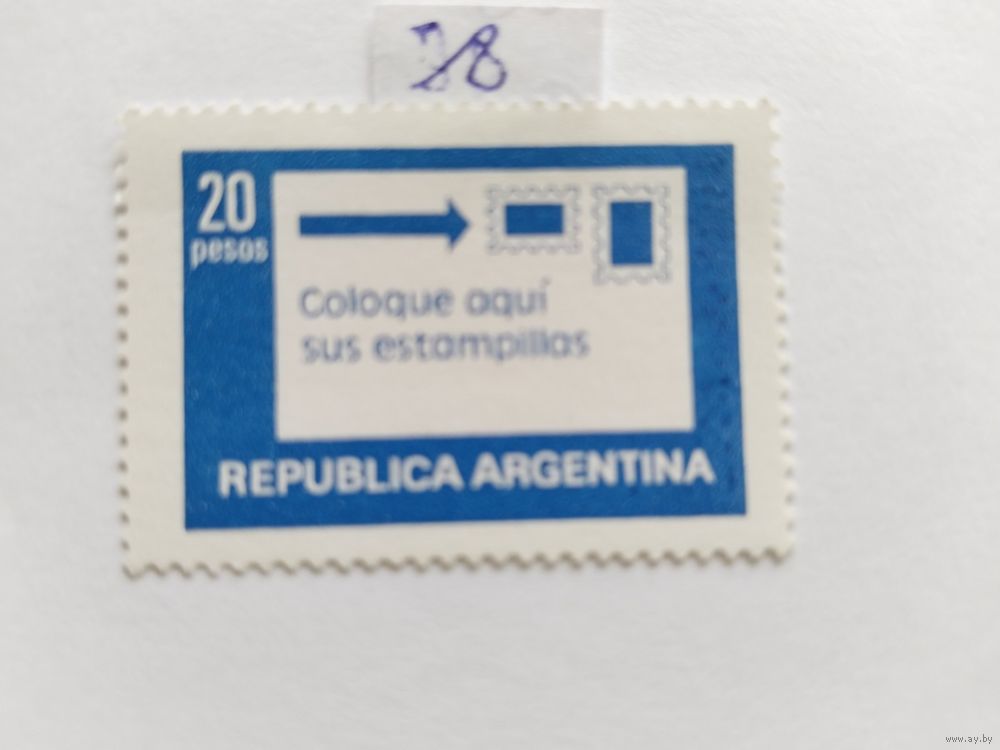 20
pesos
Coloque aquí
sus estampillas
REPUBLICA ARGENTINA
www.ay.by